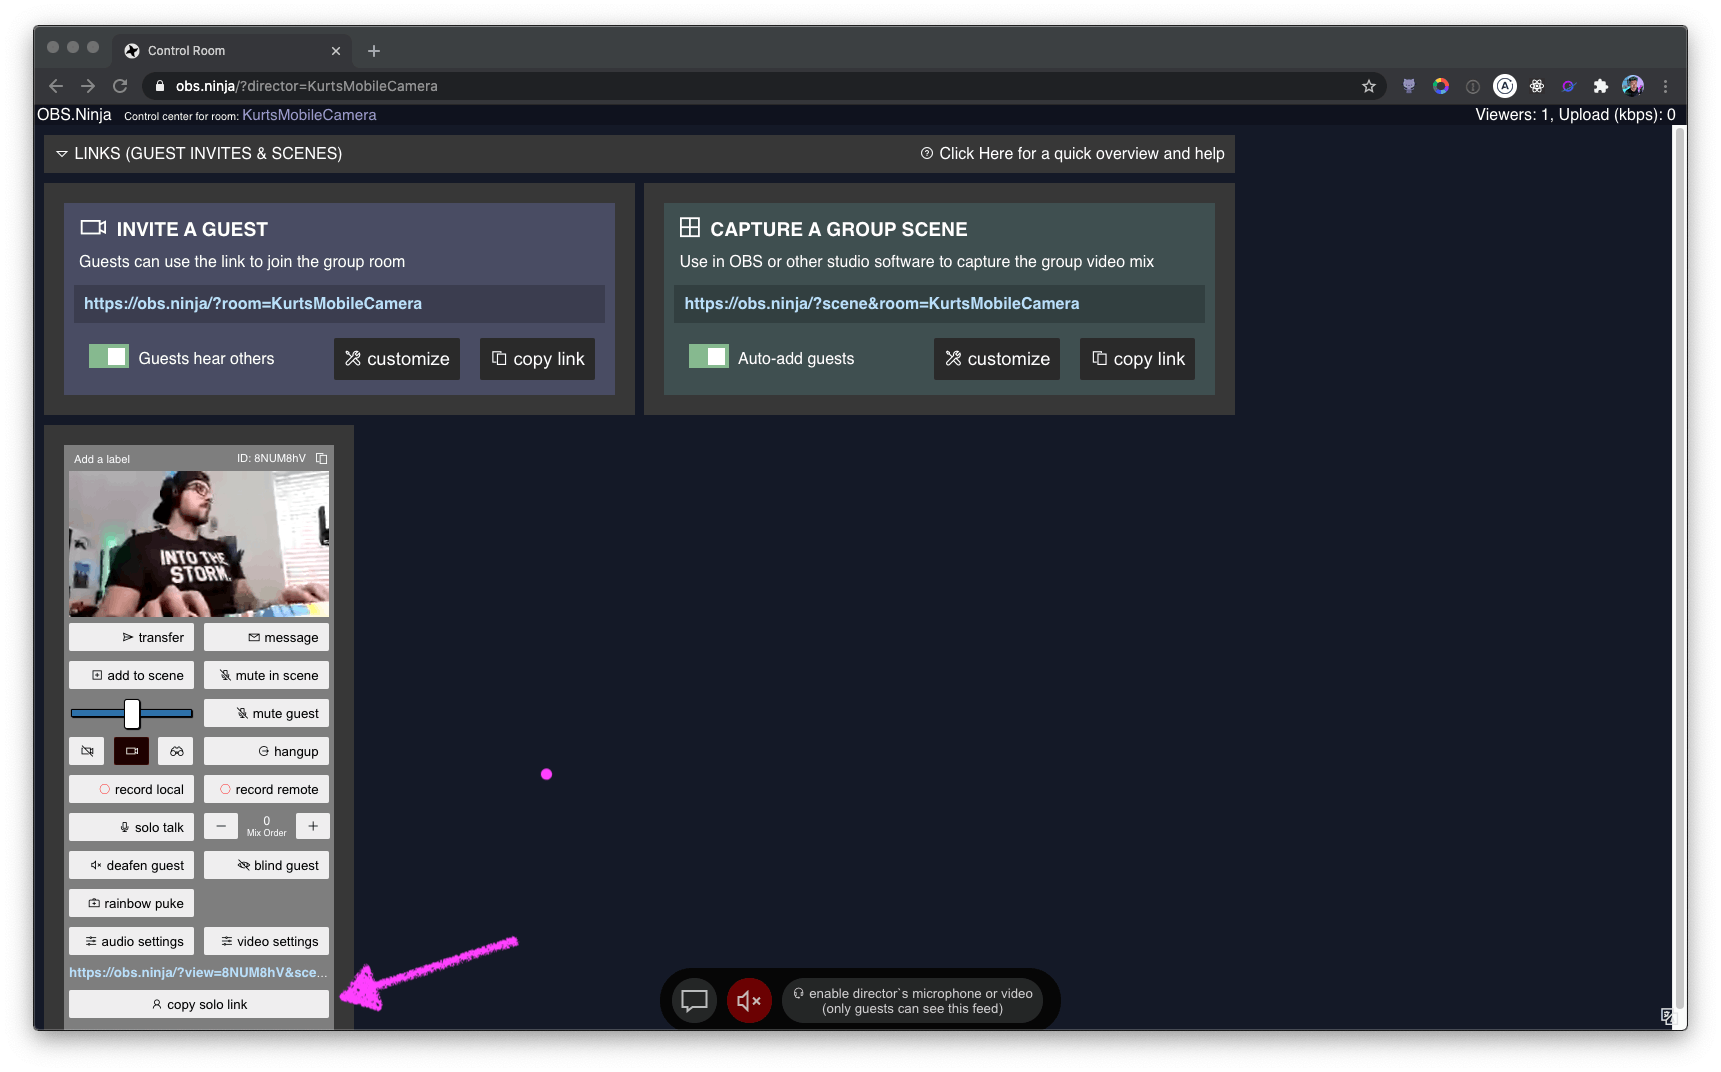 Control Room
obs.ninja/?director=KurtsMobileCamera
OBS.Ninja Control center for room: KurtsMobileCamera
Viewers: 1, Upload (kbps): 0
LINKS (GUEST INVITES & SCENES)
Click Here for a quick overview and help
INVITE A GUEST
Guests can use the link to join the group room
https://obs.ninja/?room=KurtsMobileCamera
Guests hear others
customize
copy link
CAPTURE A GROUP SCENE
Use in OBS or other studio software to capture the group video mix
https://obs.ninja/?scene&room=KurtsMobileCamera
Auto-add guests
customize
copy link
Add a label
ID: 8NUM8hV
INTO THE
STORM.
transfer
message
add to scene
mute in scene
mute guest
hangup
record local
record remote
solo talk
0
Mix Order
deafen guest
blind guest
rainbow puke
audio settings
video settings
https://obs.ninja/?view=8NUM8hV&sce...
copy solo link
enable director`s microphone or video
(only guests can see this feed)